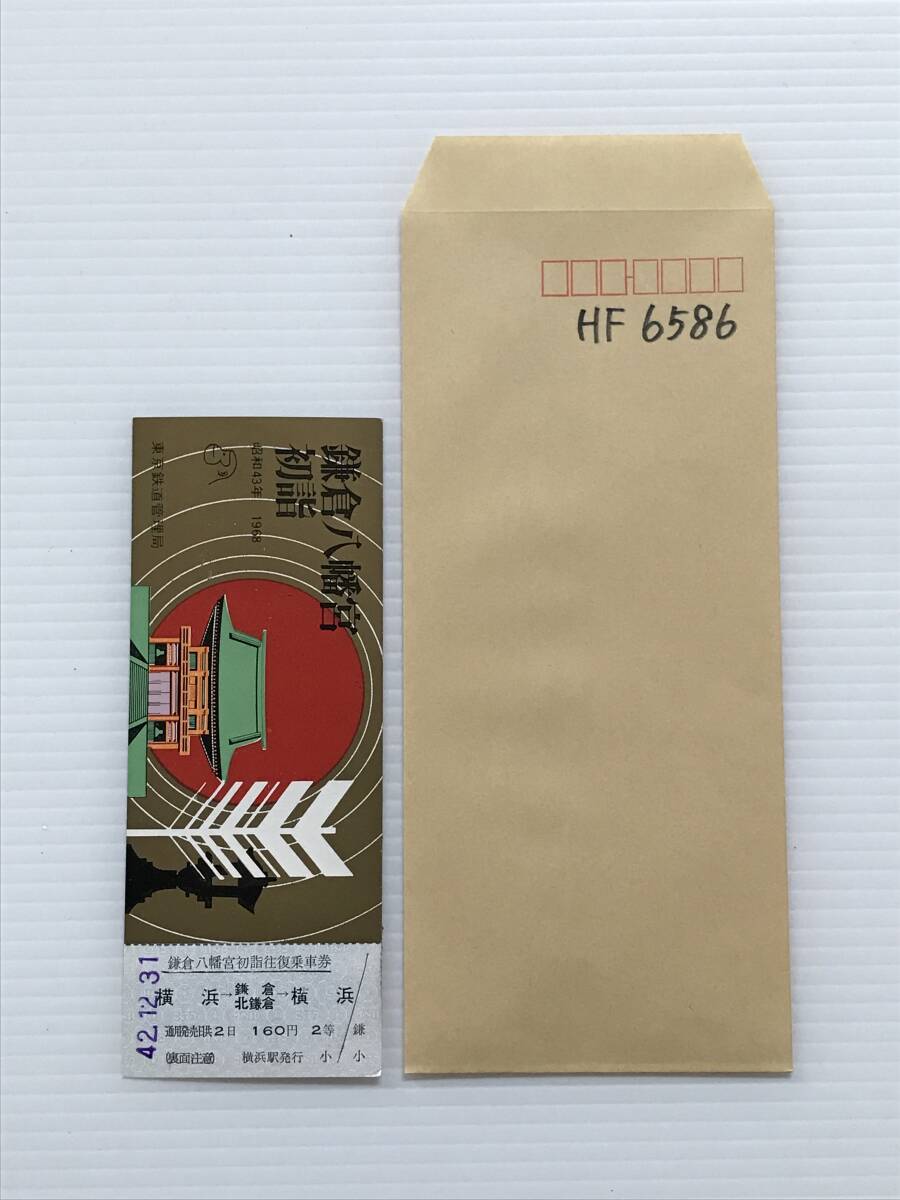 HF 6586
鎌倉八幡宮
初詣
昭和43年 1968
東京鉄道管理局
鎌倉八幡宮初詣往復乗車券
横浜→鎌倉
北鎌倉→横浜
通用発売日共2日 160円 2等 鎌
(裏面注意) 横浜駅発行 小 小
42.12.31